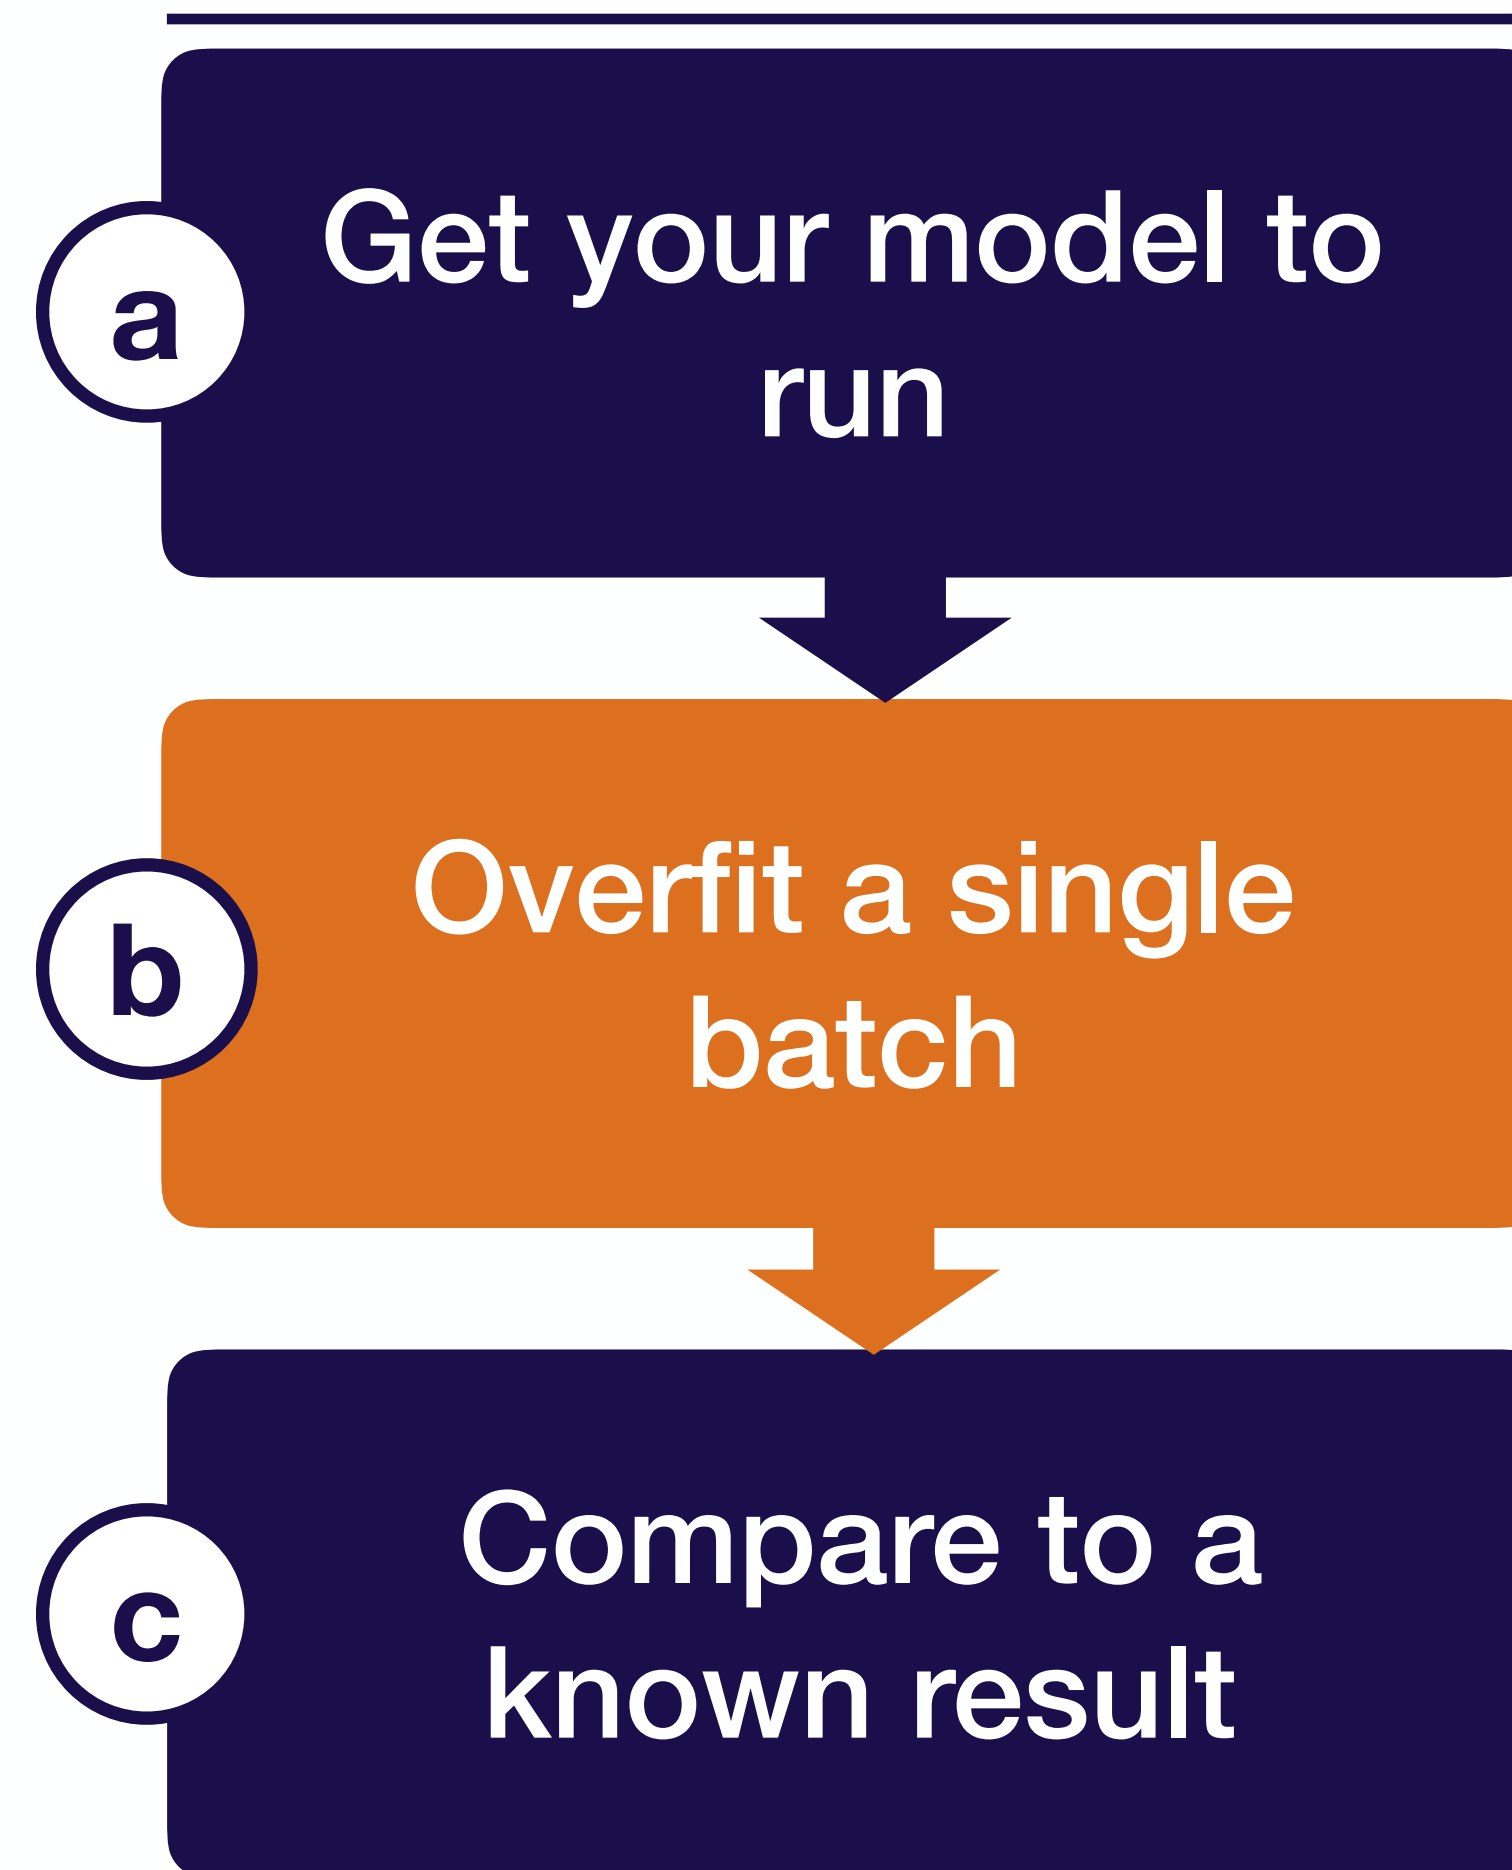 a
Get your model to
run
b
Overfit a single
batch
c
Compare to a
known result